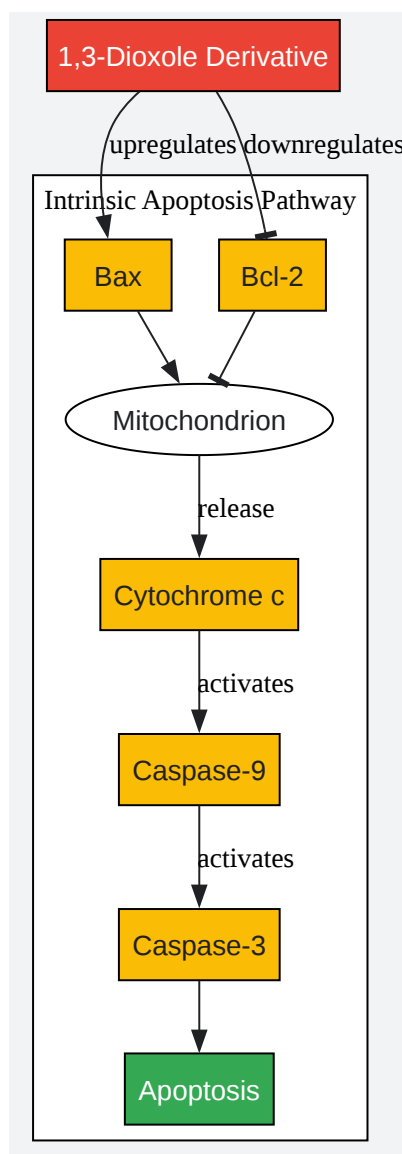 1,3-Dioxole Derivative
upregulates
downregulates
Intrinsic Apoptosis Pathway
Bax
Bcl-2
Mitochondrion
release
Cytochrome c
activates
Caspase-9
activates
Caspase-3
Apoptosis